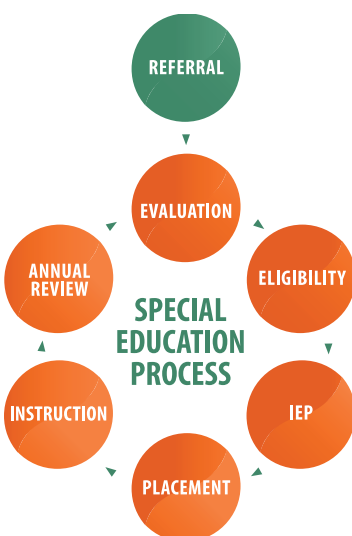 REFERRAL
EVALUATION
ELIGIBILITY
IEP
PLACEMENT
INSTRUCTION
ANNUAL
REVIEW
SPECIAL
EDUCATION
PROCESS